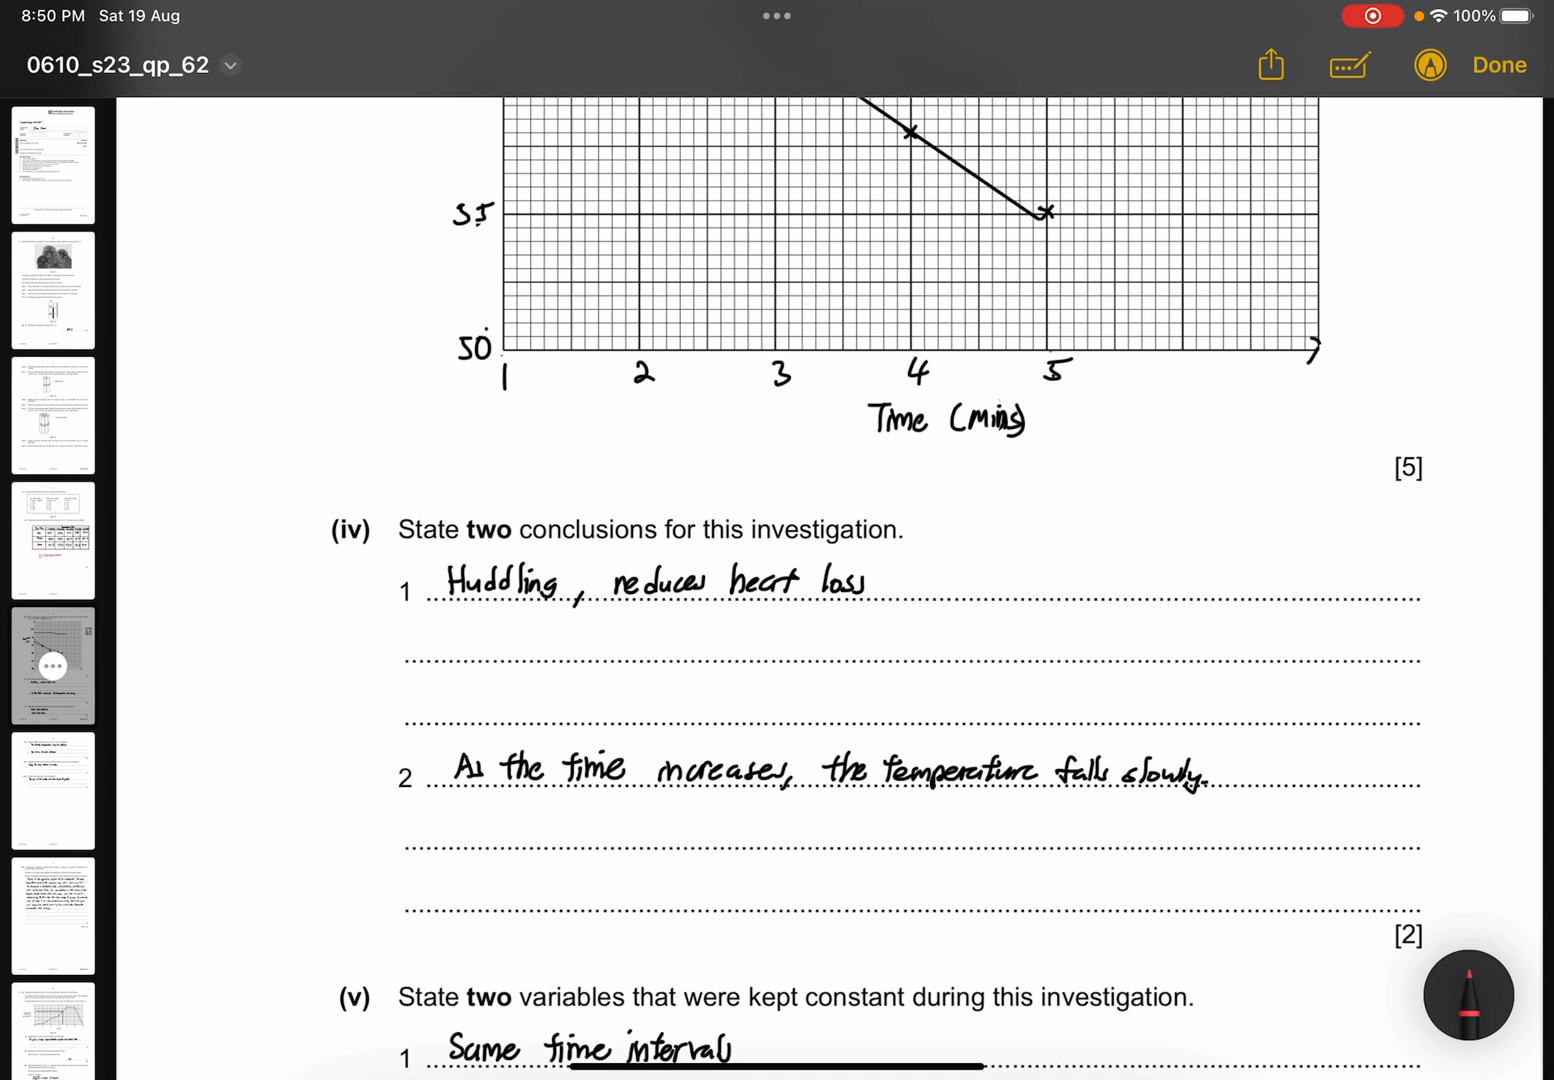 8:50 PM Sat 19 Aug
100%
0610_s23_qp_62
Done
55
50
1 2 3 4 5
Time (mins)
[5]
(iv) State two conclusions for this investigation.
1 Huddling, reduces heat loss
2 As the time increases, the temperature falls slowly.
[2]
(v) State two variables that were kept constant during this investigation.
1 Same time intervals